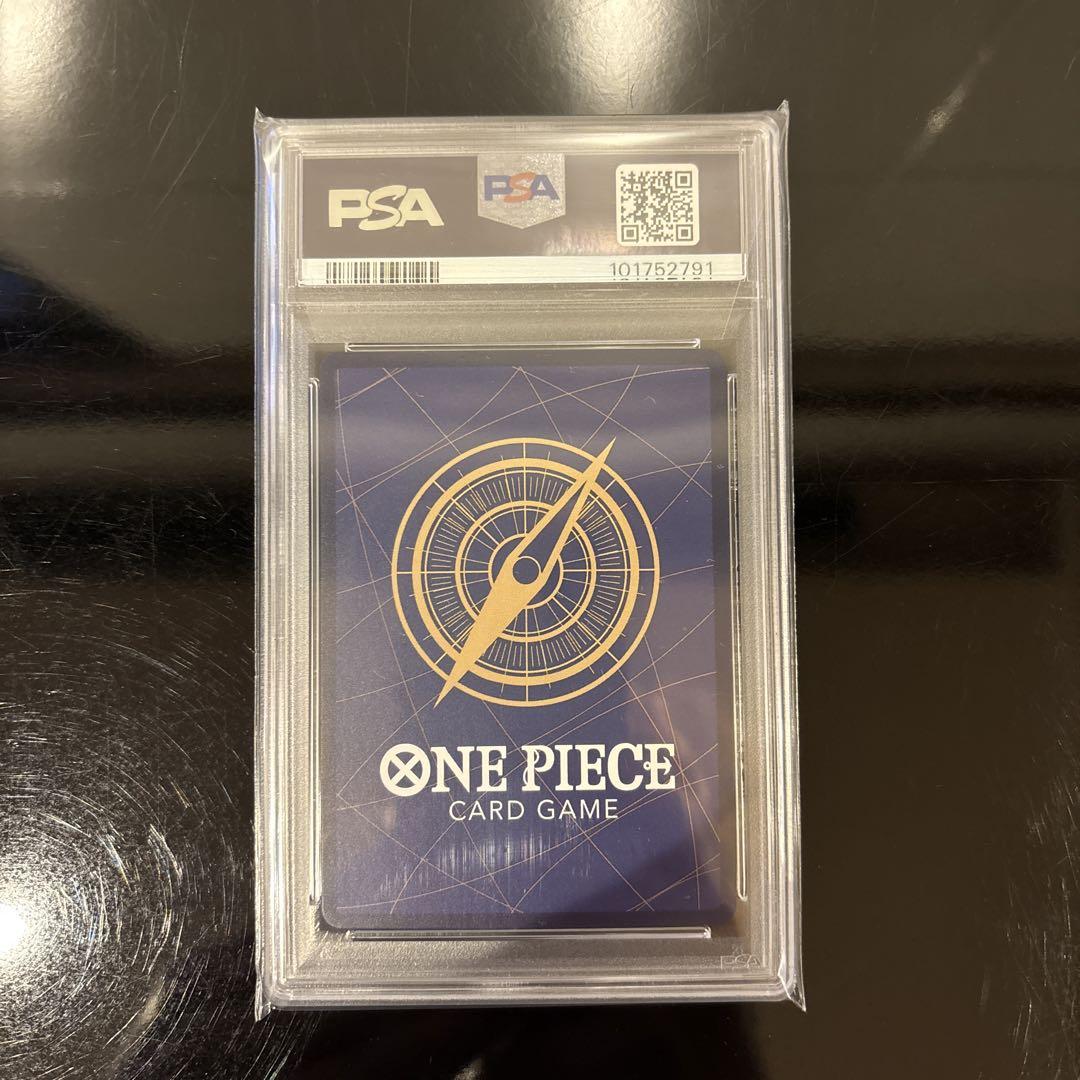 PSA
PSA
101752791
ONE PIECE
CARD GAME
PSA